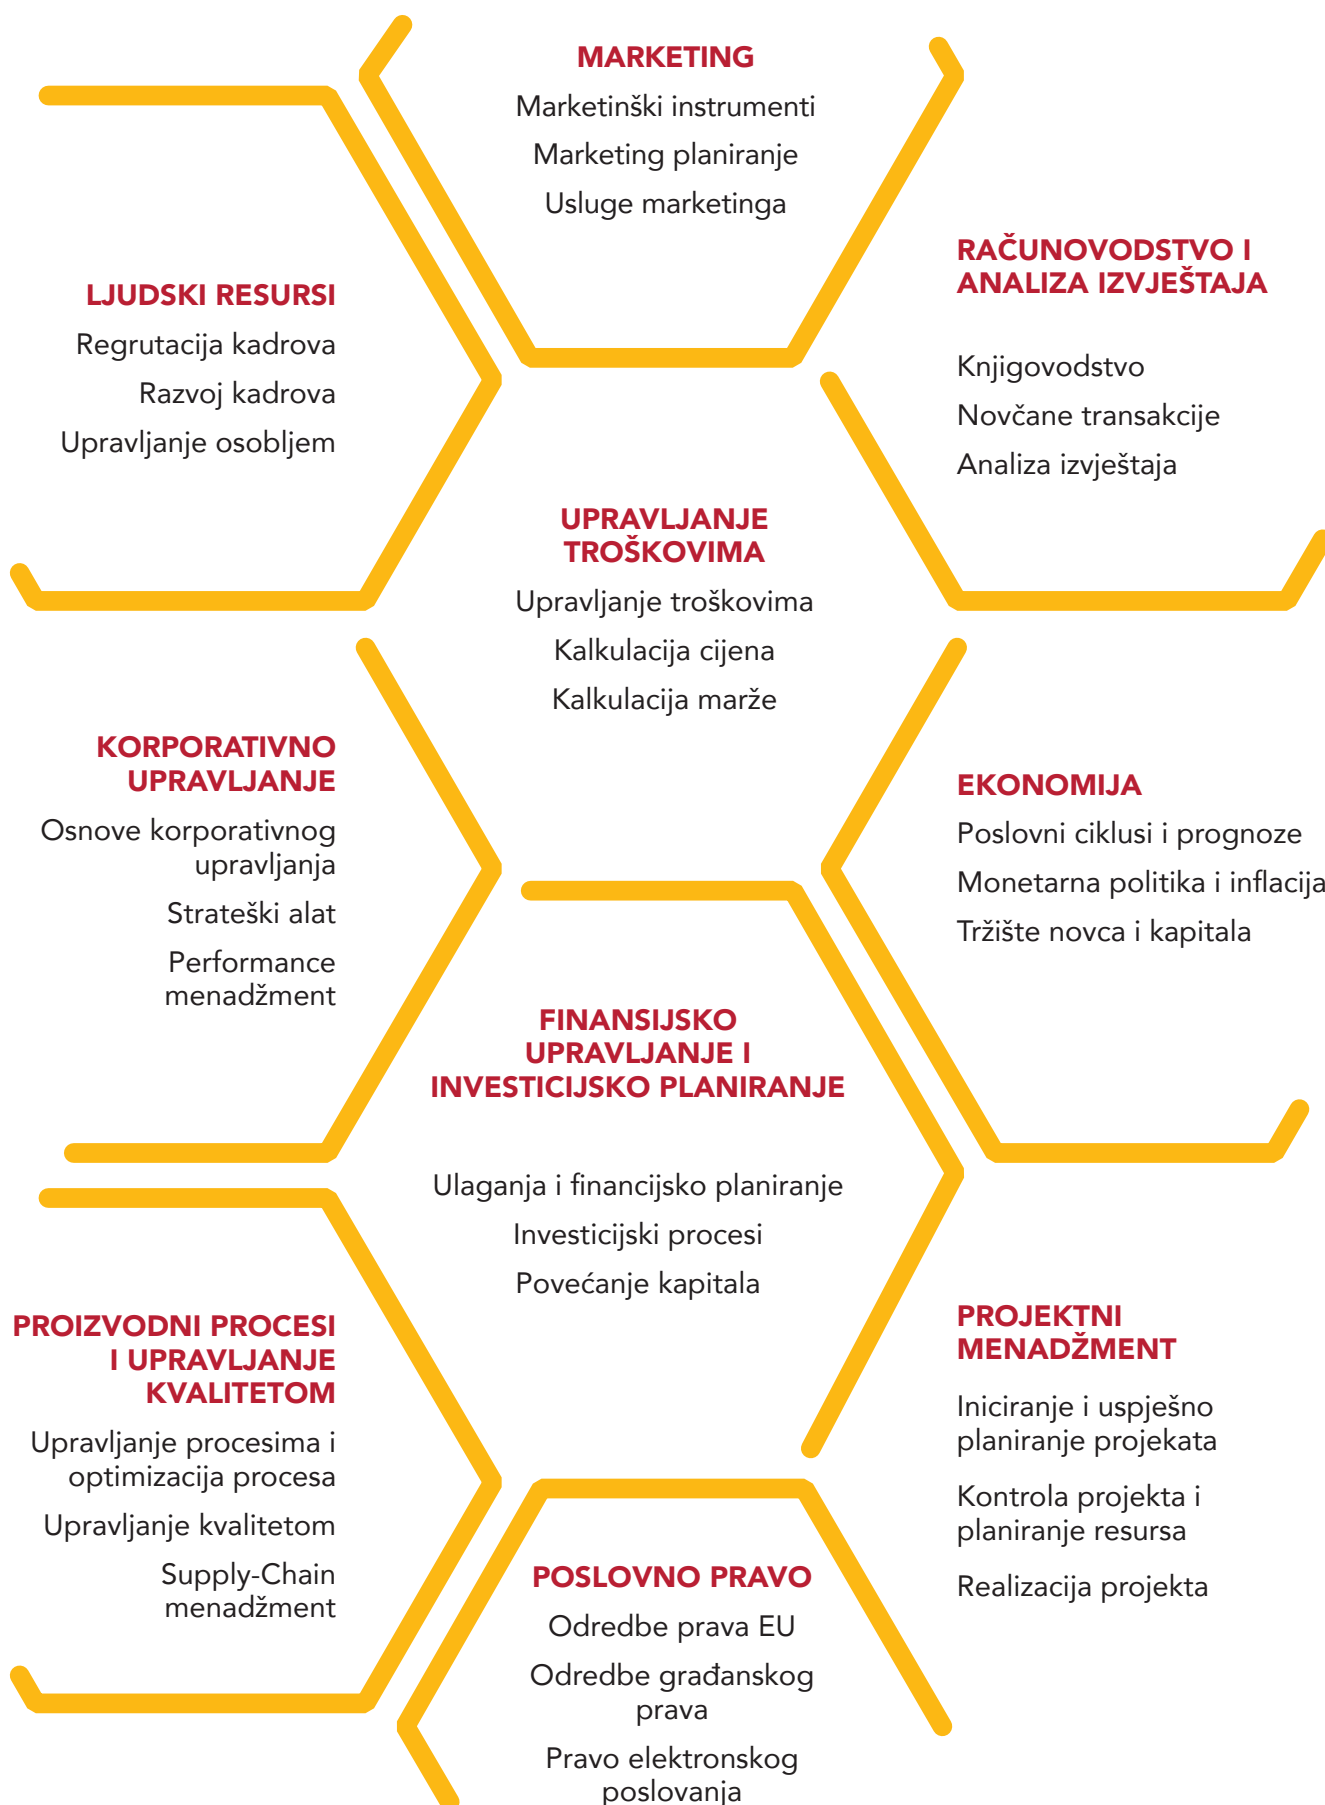 MARKETING
Marketinški instrumenti
Marketing planiranje
Usluge marketinga
LJUDSKI RESURSI
Regrutacija kadrova
Razvoj kadrova
Upravljanje osobljem
RAČUNOVODSTVO I
ANALIZA IZVJEŠTAJA
Knjigovodstvo
Novčane transakcije
Analiza izvještaja
UPRAVLJANJE
TROŠKOVIMA
Upravljanje troškovima
Kalkulacija cijena
Kalkulacija marže
KORPORATIVNO
UPRAVLJANJE
Osnove korporativnog
upravljanja
Strateški alat
Performance
menadžment
EKONOMIJA
Poslovni ciklusi i prognoze
Monetarna politika i inflacija
Tržište novca i kapitala
FINANSIJSKO
UPRAVLJANJE I
INVESTICIJSKO PLANIRANJE
Ulaganja i financijsko planiranje
Investicijski procesi
Povećanje kapitala
PROIZVODNI PROCESI
I UPRAVLJANJE
KVALITETOM
Upravljanje procesima i
optimizacija procesa
Upravljanje kvalitetom
Supply-Chain
menadžment
PROJEKTNI
MENADŽMENT
Iniciranje i uspješno
planiranje projekata
Kontrola projekta i
planiranje resursa
Realizacija projekta
POSLOVNO PRAVO
Odredbe prava EU
Odredbe građanskog
prava
Pravo elektronskog
poslovanja